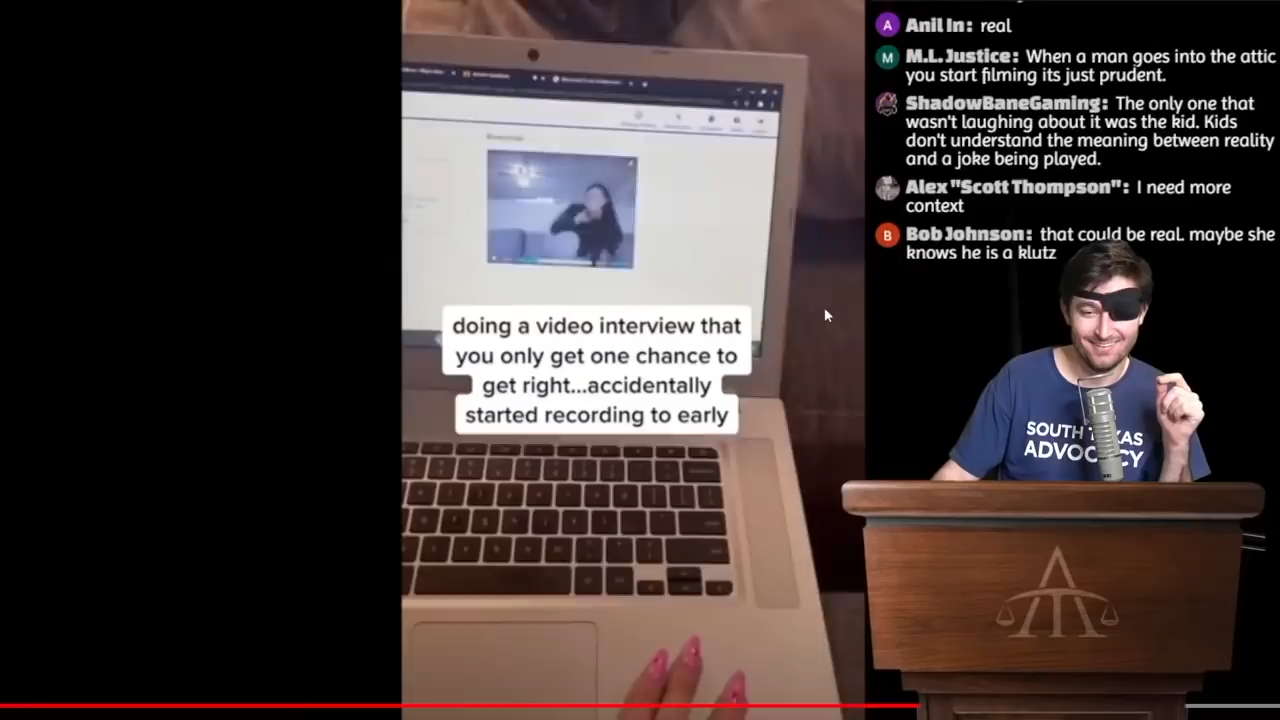 doing a video interview that
you only get one chance to
get right...accidentally
started recording to early
A Anil In: real
M M.L. Justice: When a man goes into the attic
you start filming its just prudent.
ShadowBaneGaming: The only one that
wasn't laughing about it was the kid. Kids
don't understand the meaning between reality
and a joke being played.
Alex "Scott Thompson": I need more
context
B Bob Johnson: that could be real. maybe she
knows he is a klutz
SOUTH TEXAS
ADVOCACY